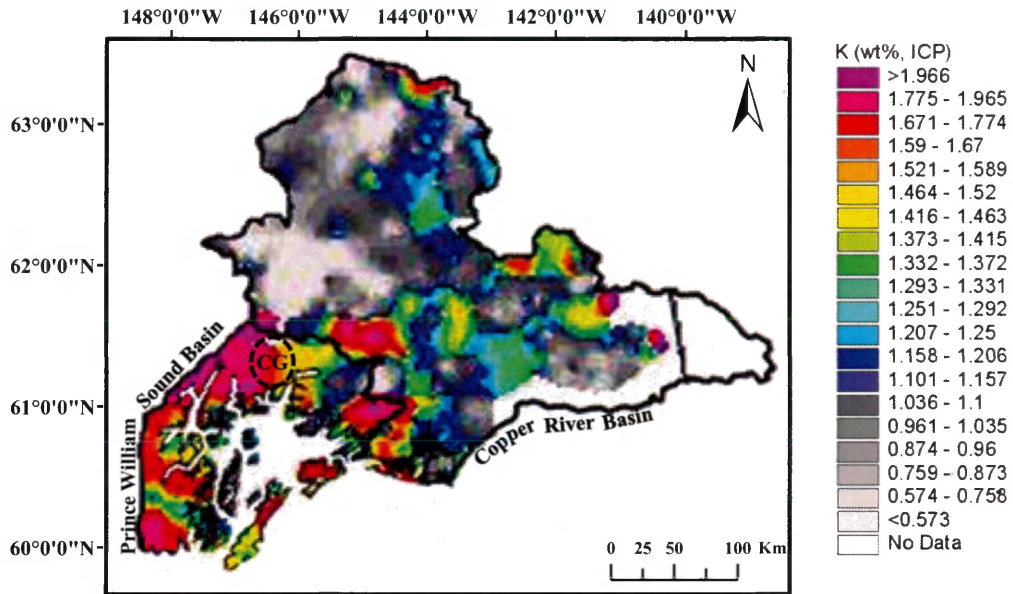 148°0'0"W 146°0'0"W 144°0'0"W 142°0'0"W 140°0'0"W
63°0'0"N
62°0'0"N
61°0'0"N
60°0'0"N
N
CG
Prince William Sound Basin
Copper River Basin
0 25 50 100 Km
K (wt%, ICP)
>1.966
1.775 - 1.965
1.671 - 1.774
1.59 - 1.67
1.521 - 1.589
1.464 - 1.52
1.416 - 1.463
1.373 - 1.415
1.332 - 1.372
1.293 - 1.331
1.251 - 1.292
1.207 - 1.25
1.158 - 1.206
1.101 - 1.157
1.036 - 1.1
0.961 - 1.035
0.874 - 0.96
0.759 - 0.873
0.574 - 0.758
<0.573
No Data